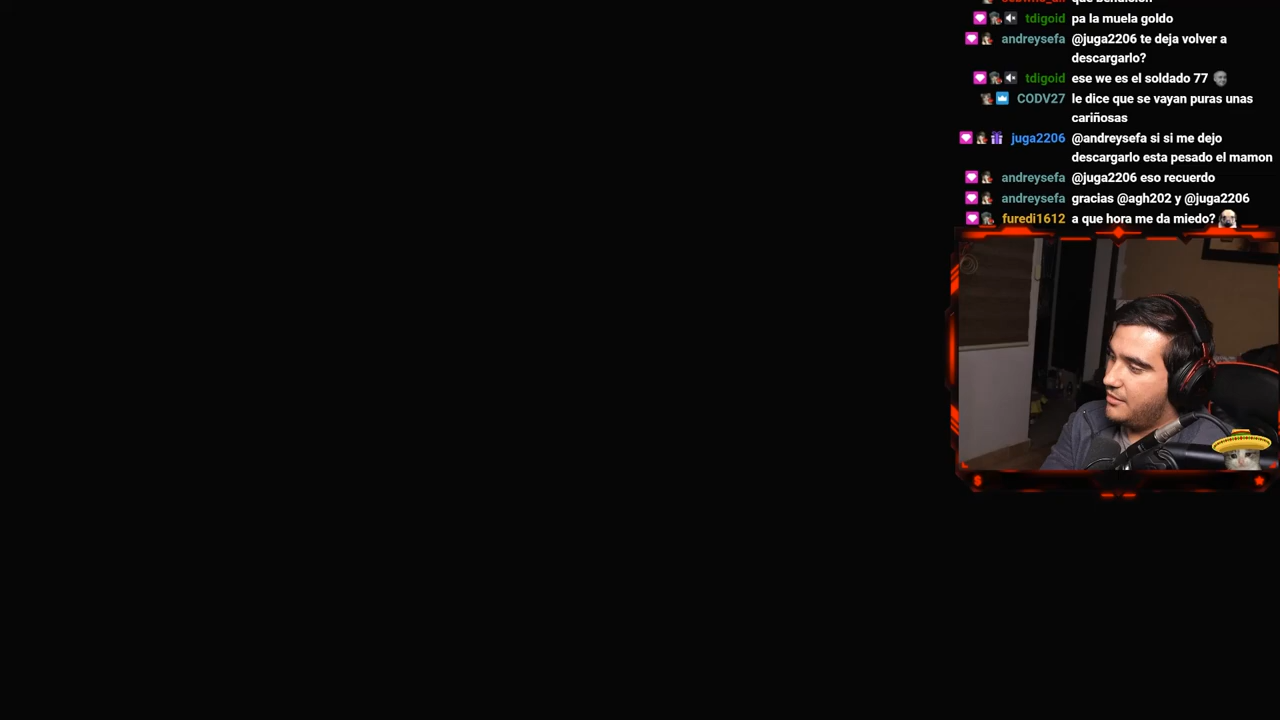 que bendición
tdigoid pa la muela goldo
andreysefa @juga2206 te deja volver a
descargarlo?
tdigoid ese we es el soldado 77
CODV27 le dice que se vayan puras unas
cariñosas
juga2206 @andreysefa si si me dejo
descargarlo esta pesado el mamon
andreysefa @juga2206 eso recuerdo
andreysefa gracias @agh202 y @juga2206
furedi1612 a que hora me da miedo?